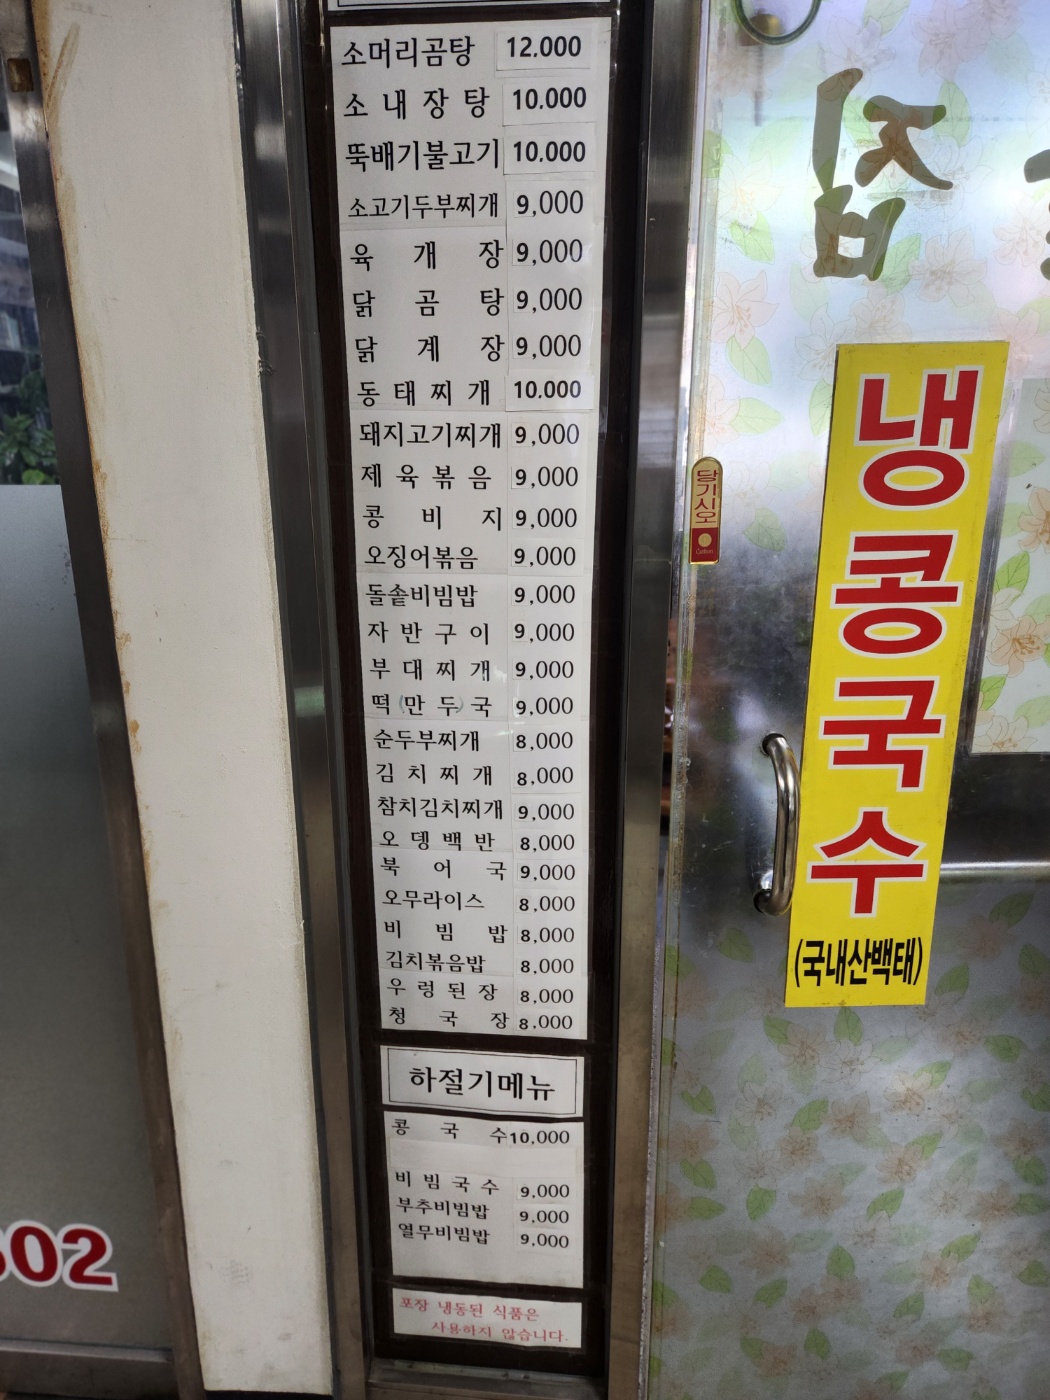 소머리곰탕 12.000
소 내 장 탕 10.000
뚝배기불고기 10.000
소고기두부찌개 9,000
육 개 장 9,000
닭 곰 탕 9,000
닭 계 장 9,000
동 태 찌 개 10.000
돼지고기찌개 9,000
제 육 볶 음 9,000
콩 비 지 9,000
오징어볶음 9,000
돌솥비빔밥 9,000
자 반 구 이 9,000
부 대 찌 개 9,000
떡 (만 두) 국 9,000
순두부찌개 8,000
김 치 찌 개 8,000
참치김치찌개 9,000
오 뎅 백 반 8,000
북 어 국 9,000
오무라이스 8,000
비 빔 밥 8,000
김치볶음밥 8,000
우 렁 된 장 8,000
청 국 장 8,000
하절기메뉴
콩 국 수 10,000
비 빔 국 수 9,000
부추비빔밥 9,000
열무비빔밥 9,000
포장 냉동된 식품은
사용하지 않습니다.
당기시오
냉콩국수
(국내산백태)
집
02